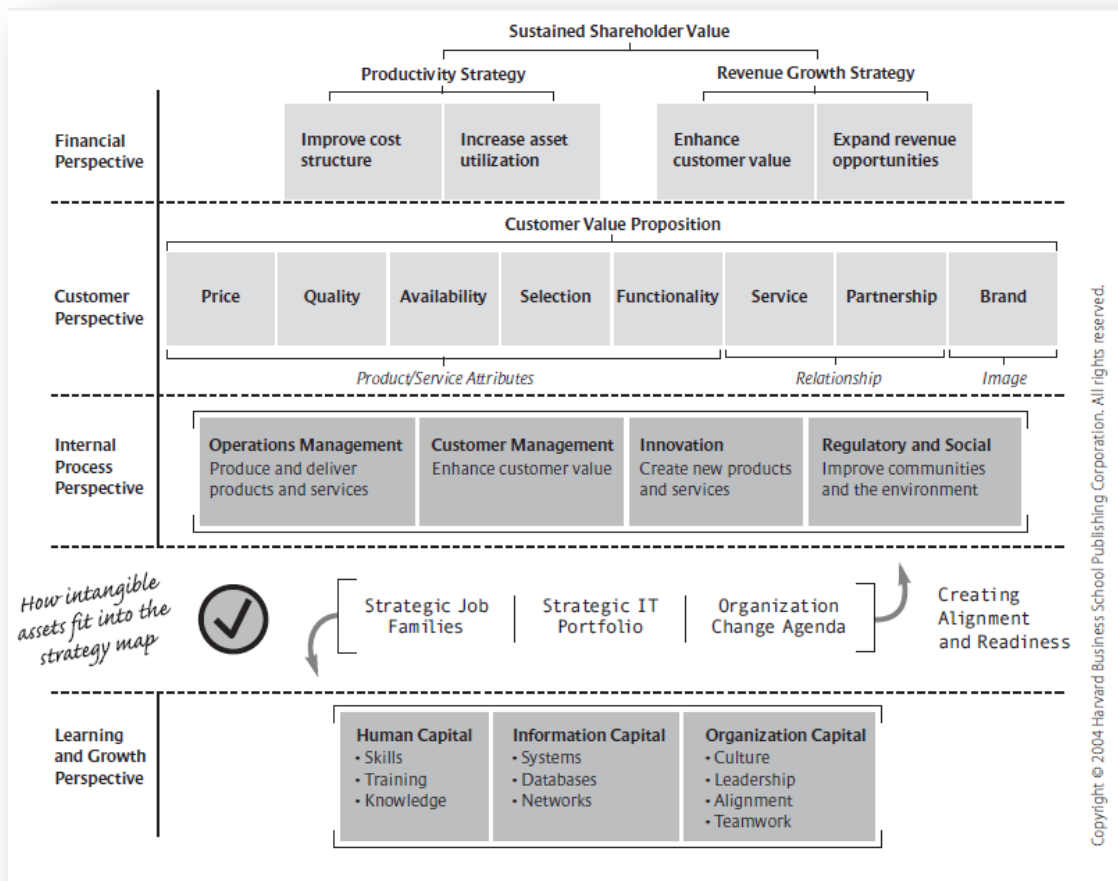 Sustained Shareholder Value
Productivity Strategy
Revenue Growth Strategy
Financial
Perspective
Improve cost
structure
Increase asset
utilization
Enhance
customer value
Expand revenue
opportunities
Customer Value Proposition
Customer
Perspective
Price
Quality
Availability
Selection
Functionality
Service
Partnership
Brand
Product/Service Attributes
Relationship
Image
Internal
Process
Perspective
Operations Management
Produce and deliver
products and services
Customer Management
Enhance customer value
Innovation
Create new products
and services
Regulatory and Social
Improve communities
and the environment
How intangible
assets fit into the
strategy map
Strategic Job
Families
Strategic IT
Portfolio
Organization
Change Agenda
Creating
Alignment
and Readiness
Learning
and Growth
Perspective
Human Capital
• Skills
• Training
• Knowledge
Information Capital
• Systems
• Databases
• Networks
Organization Capital
• Culture
• Leadership
• Alignment
• Teamwork
Copyright © 2004 Harvard Business School Publishing Corporation. All rights reserved.